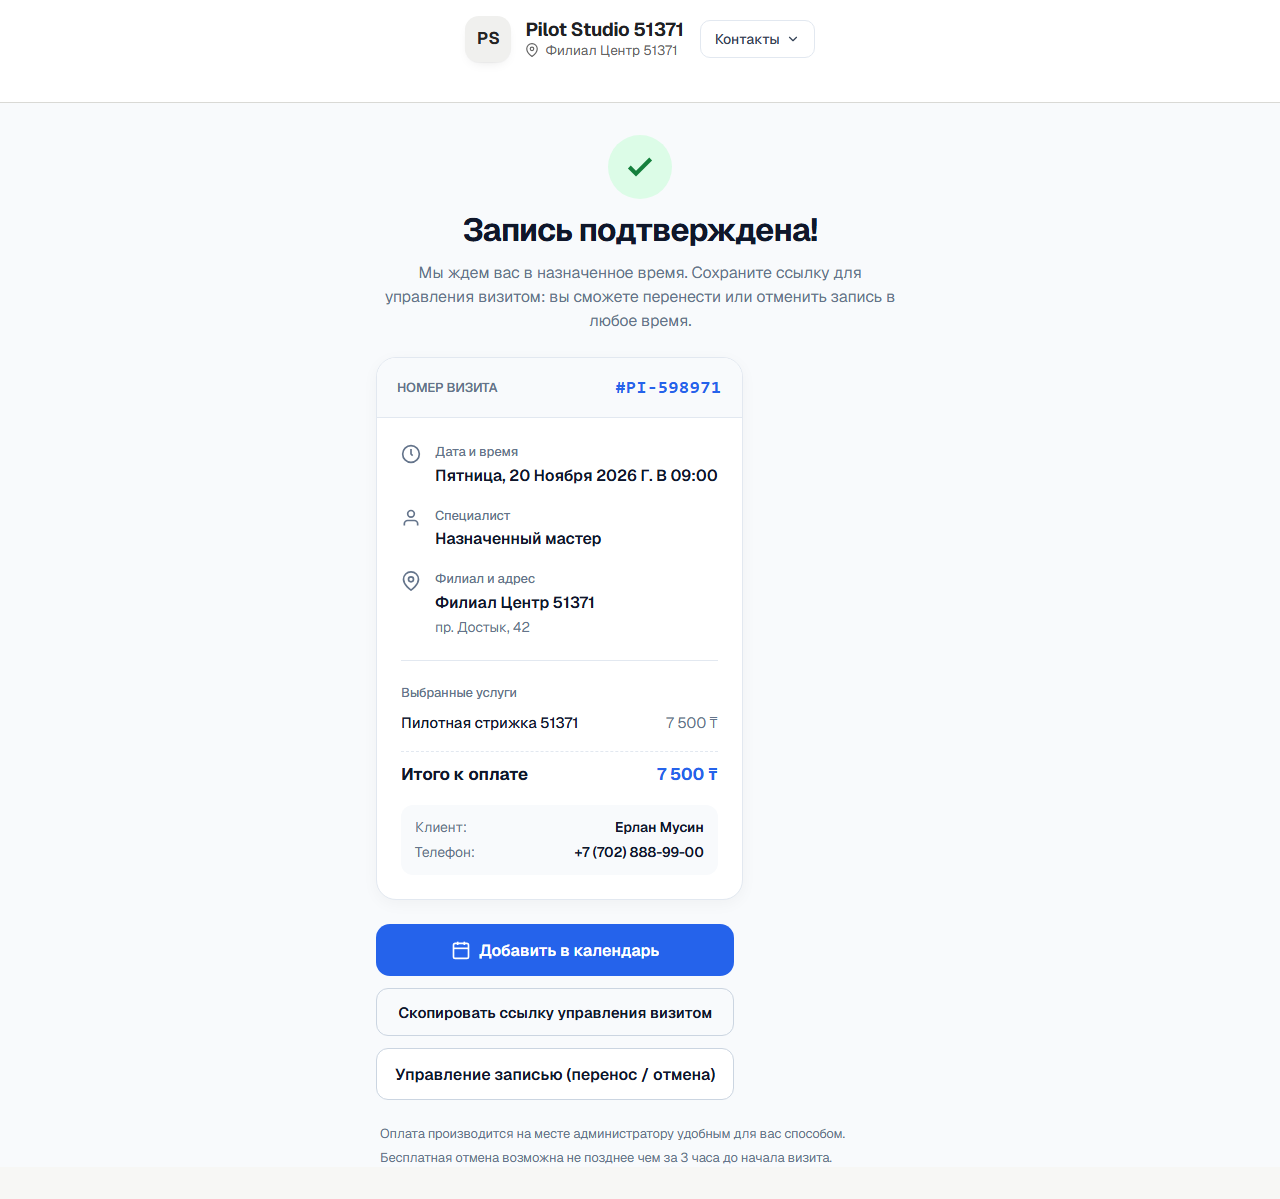 PS
Pilot Studio 51371
Филиал Центр 51371
Контакты
Запись подтверждена!
Мы ждем вас в назначенное время. Сохраните ссылку для
управления визитом: вы сможете перенести или отменить запись в
любое время.
НОМЕР ВИЗИТА #PI-598971
Дата и время
Пятница, 20 Ноября 2026 Г. В 09:00
Специалист
Назначенный мастер
Филиал и адрес
Филиал Центр 51371
пр. Достык, 42
Выбранные услуги
Пилотная стрижка 51371 7 500 ₸
Итого к оплате 7 500 ₸
Клиент: Ерлан Мусин
Телефон: +7 (702) 888-99-00
Добавить в календарь
Скопировать ссылку управления визитом
Управление записью (перенос / отмена)
Оплата производится на месте администратору удобным для вас способом.
Бесплатная отмена возможна не позднее чем за 3 часа до начала визита.